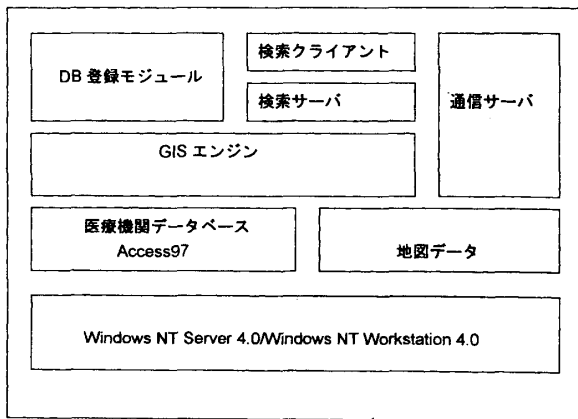 DB 登録モジュール
検索クライアント
検索サーバ
通信サーバ
GIS エンジン
医療機関データベース
Access97
地図データ
Windows NT Server 4.0/Windows NT Workstation 4.0